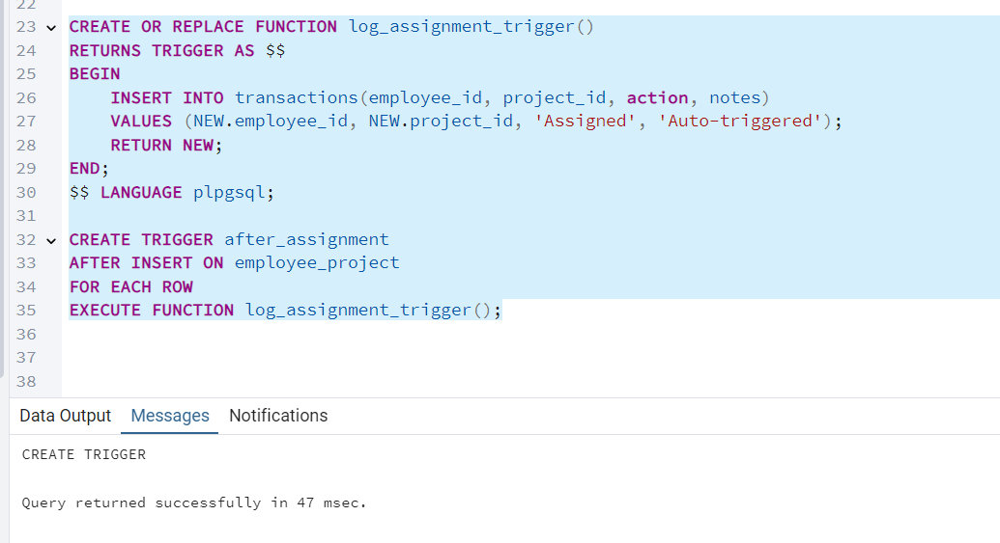 22
23 CREATE OR REPLACE FUNCTION log_assignment_trigger()
24 RETURNS TRIGGER AS $$
25 BEGIN
26     INSERT INTO transactions(employee_id, project_id, action, notes)
27     VALUES (NEW.employee_id, NEW.project_id, 'Assigned', 'Auto-triggered');
28     RETURN NEW;
29 END;
30 $$ LANGUAGE plpgsql;
31
32 CREATE TRIGGER after_assignment
33 AFTER INSERT ON employee_project
34 FOR EACH ROW
35 EXECUTE FUNCTION log_assignment_trigger();
36
37
38
Data Output Messages Notifications
CREATE TRIGGER
Query returned successfully in 47 msec.